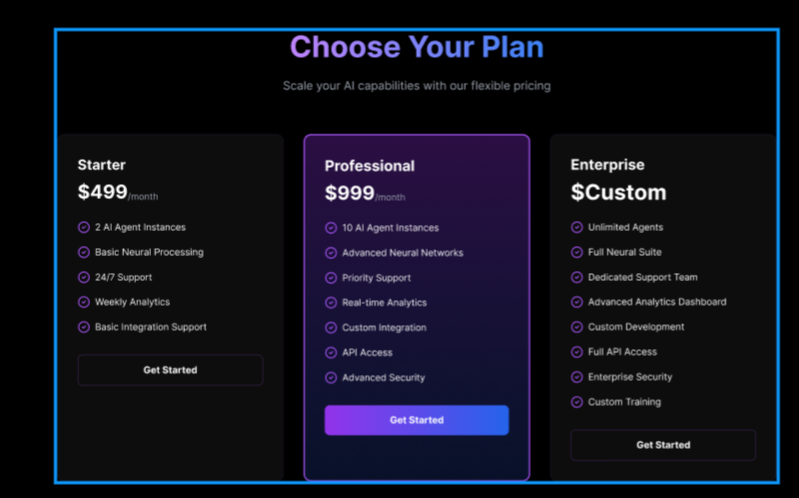 Choose Your Plan
Scale your AI capabilities with our flexible pricing
Starter
$499/month
2 AI Agent Instances
Basic Neural Processing
24/7 Support
Weekly Analytics
Basic Integration Support
Get Started
Professional
$999/month
10 AI Agent Instances
Advanced Neural Networks
Priority Support
Real-time Analytics
Custom Integration
API Access
Advanced Security
Get Started
Enterprise
$Custom
Unlimited Agents
Full Neural Suite
Dedicated Support Team
Advanced Analytics Dashboard
Custom Development
Full API Access
Enterprise Security
Custom Training
Get Started